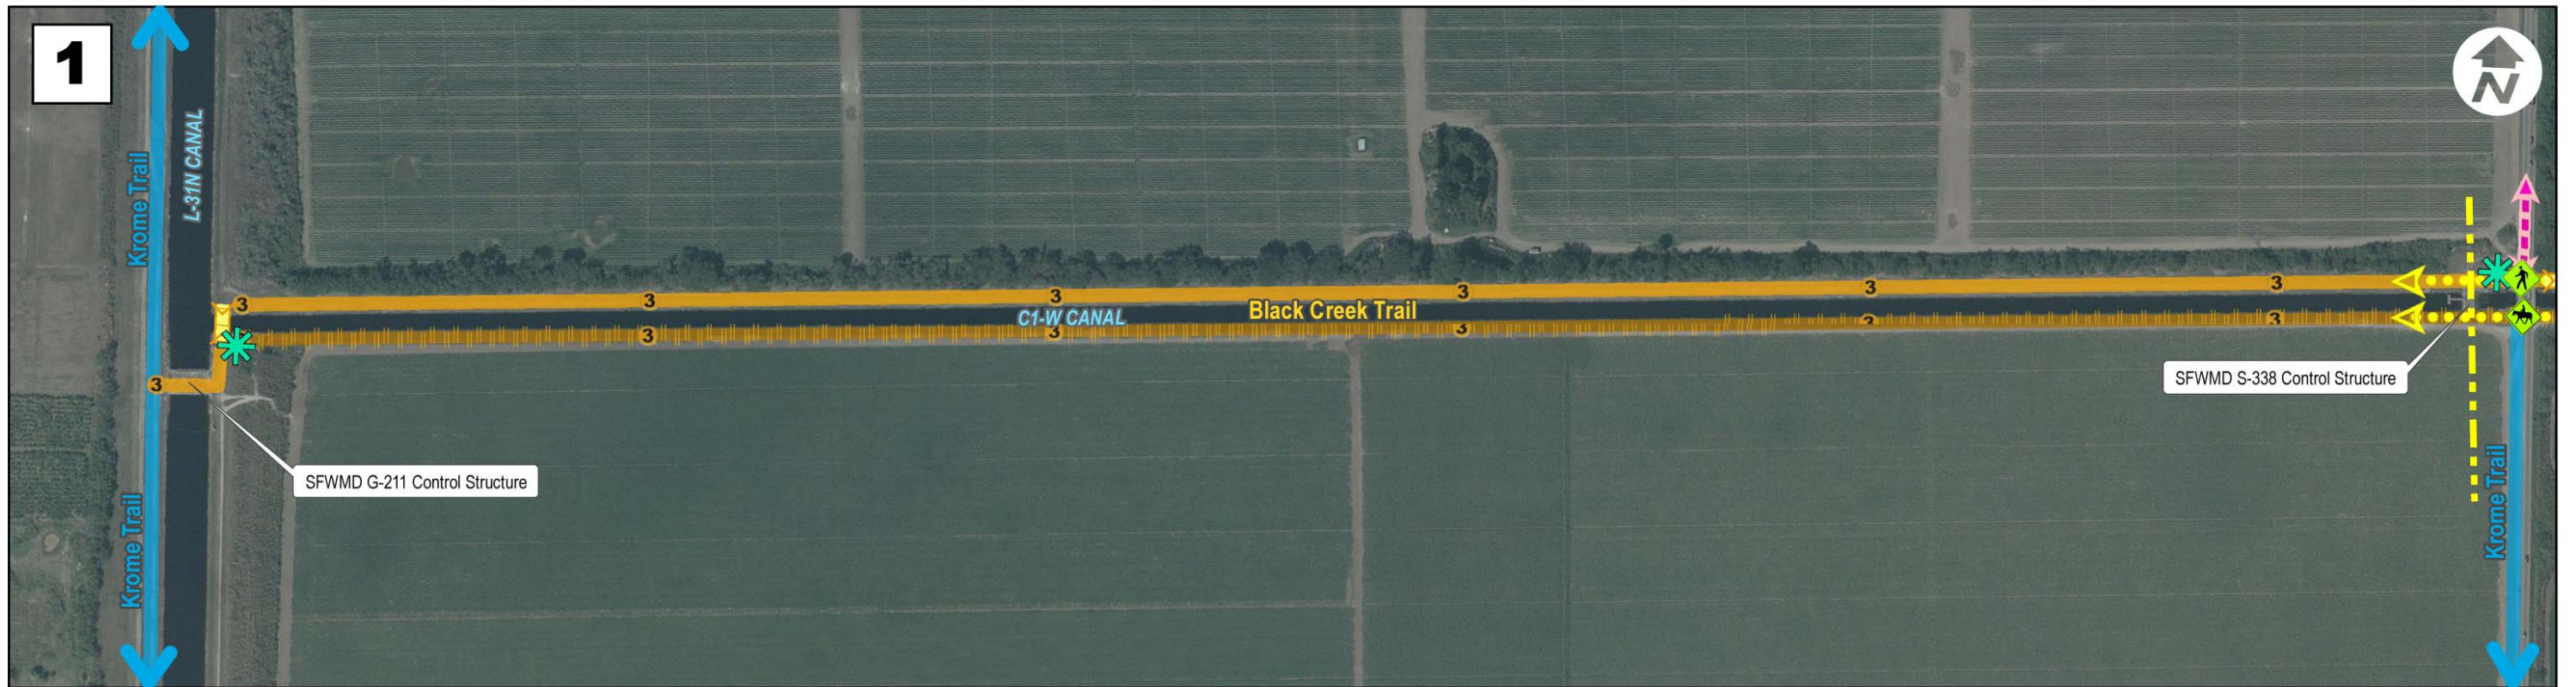 1
N
Krome Trail
L-31N CANAL
3
3
3
3
3
3
C1-W CANAL
Black Creek Trail
3
3
3
3
3
3
SFWMD S-338 Control Structure
SFWMD G-211 Control Structure
Krome Trail
Krome Trail